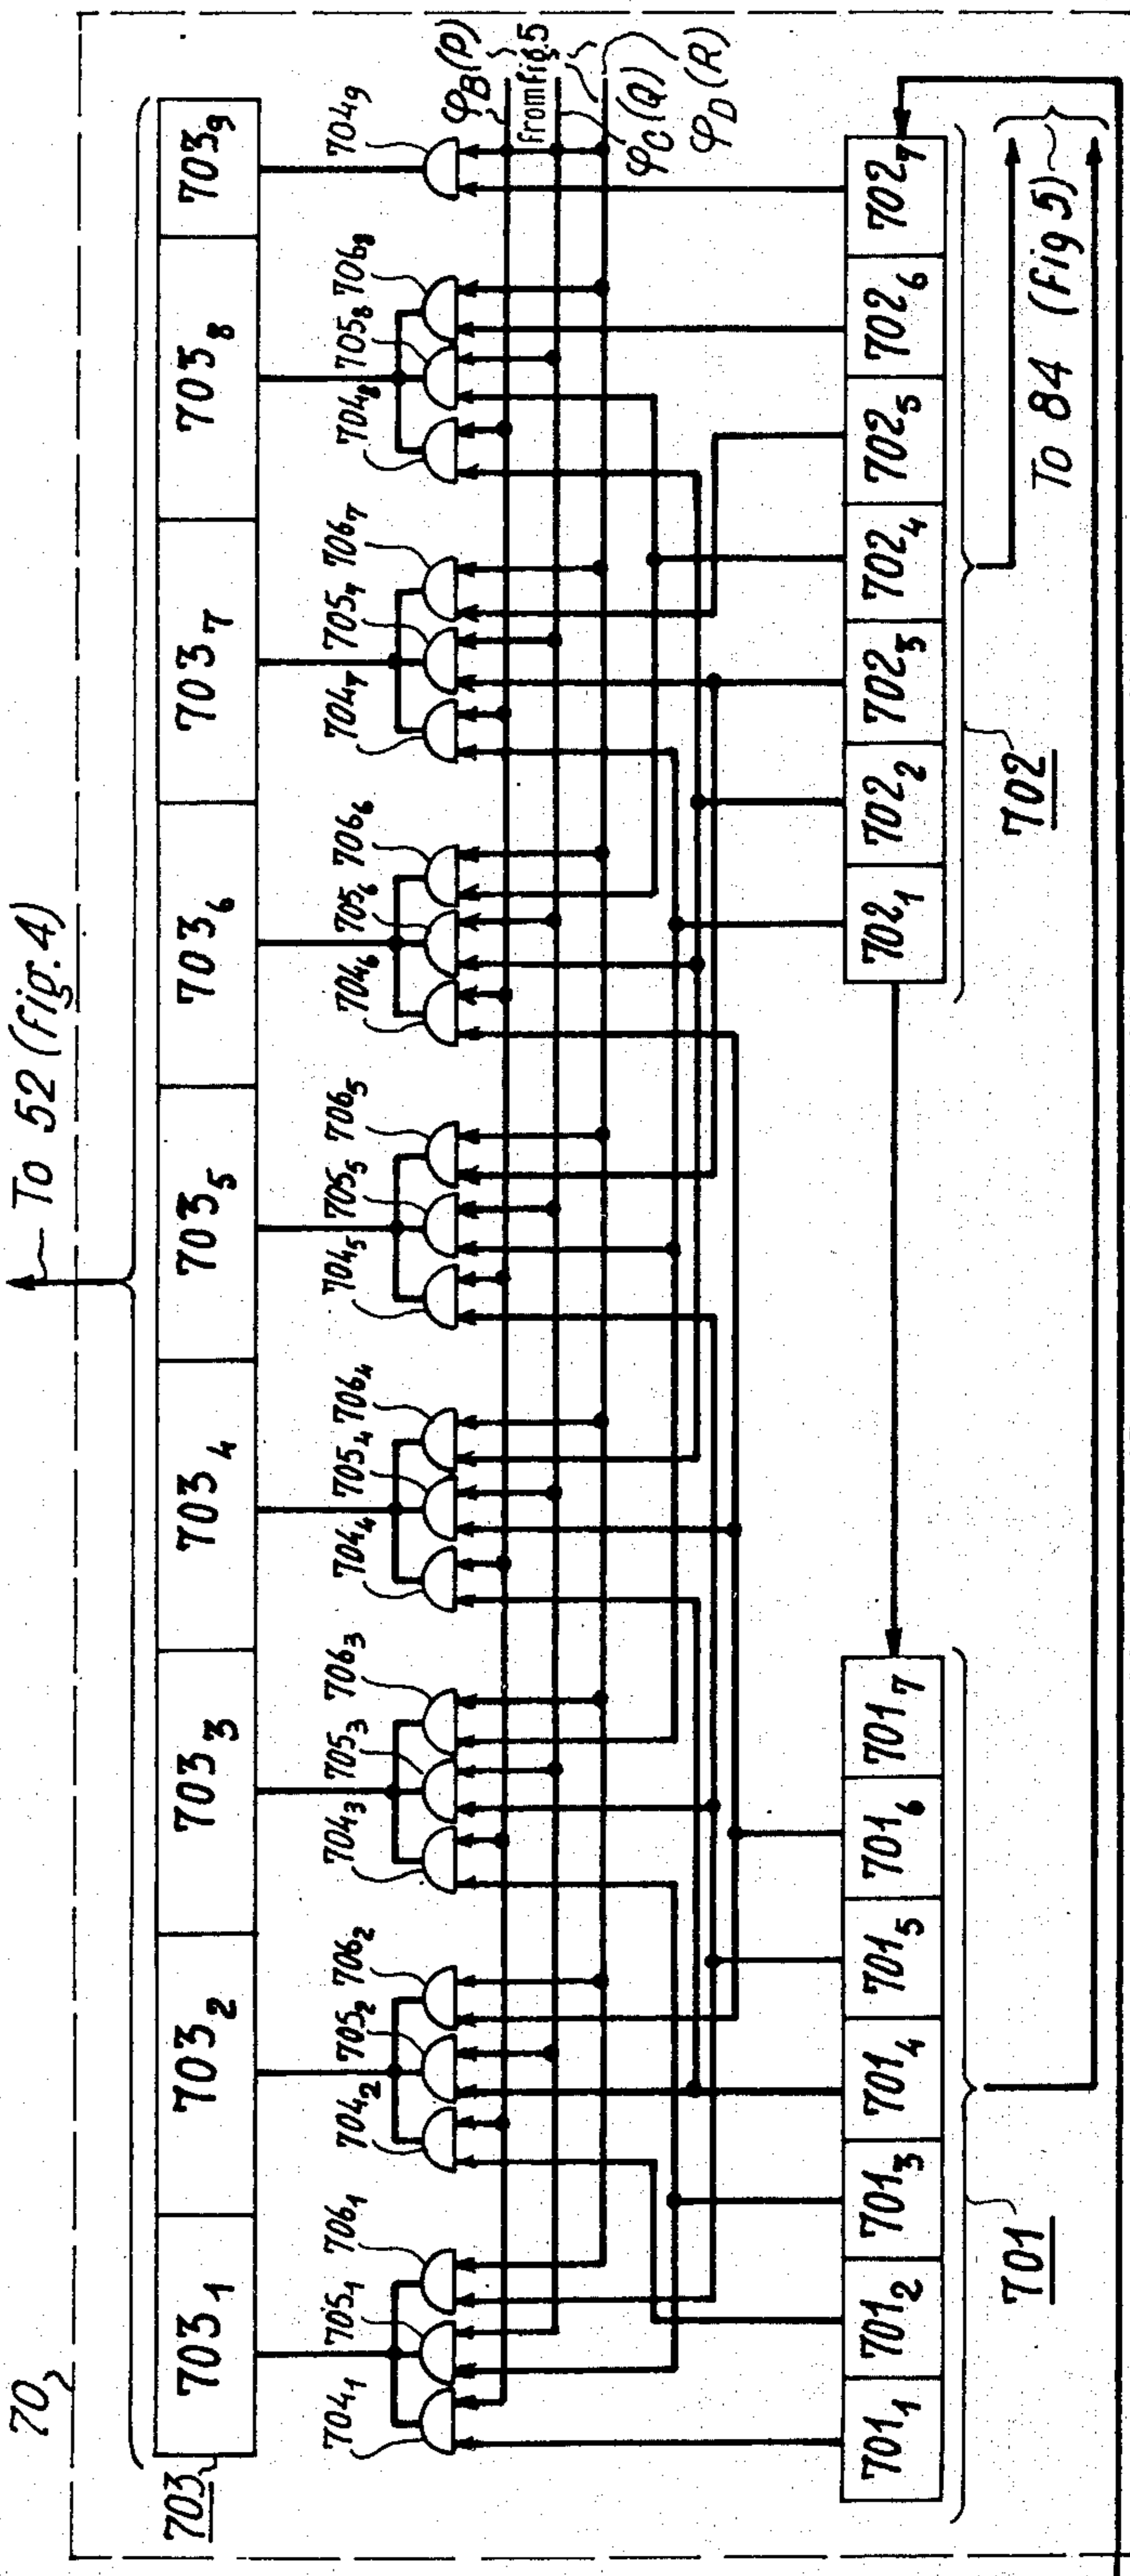 70
To 52 (fig. 4)
703
703₁ 703₂ 703₃ 703₄ 703₅ 703₆ 703₇ 703₈ 703₉
704₁ 705₁ 706₁ 704₂ 705₂ 706₂ 704₃ 705₃ 706₃ 704₄ 705₄ 706₄ 704₅ 705₅ 706₅ 704₆ 705₆ 706₆ 704₇ 705₇ 706₇ 704₈ 705₈ 706₈ 704₉
φB (P)
from fig. 5
φC (Q)
φD (R)
701₁ 701₂ 701₃ 701₄ 701₅ 701₆ 701₇ 702₁ 702₂ 702₃ 702₄ 702₅ 702₆ 702₇
701
702
To 84 (fig 5)